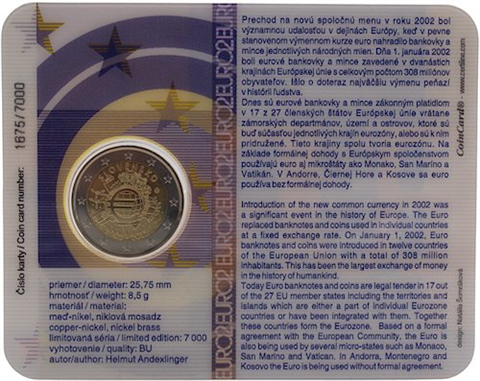 Číslo karty / Coin card number: 1675 / 7000
SLOVENSKO
priemer / diameter: 25,75 mm
hmotnosť / weight: 8,5 g
materiál / material:
meď-nikel, niklová mosadz
copper-nickel, nickel brass
limitovaná séria / limited edition: 7 000
vyhotovenie / quality: BU
autor/author: Helmut Andexlinger
EURO2EURO2EURO2EURO2EURO
Prechod na novú spoločnú menu v roku 2002 bol
významnou udalosťou v dejinách Európy, keď v pevne
stanovenom výmennom kurze euro nahradilo bankovky a
mince jednotlivých národných mien. Dňa 1. januára 2002
boli eurové bankovky a mince zavedené v dvanástich
krajinách Európskej únie s celkovým počtom 308 miliónov
obyvateľov. Išlo o doteraz najväčšiu výmenu peňazí
v histórii ľudstva.
Dnes sú eurové bankovky a mince zákonným platidlom
v 17 z 27 členských štátov Európskej únie vrátane
zámorských departmánov, území a ostrovov, ktoré sú
buď súčasťou jednotlivých krajín eurozóny, alebo sú k nim
pridružené. Tieto krajiny spolu tvoria eurozónu. Na
základe formálnej dohody s Európskym spoločenstvom
používajú euro aj mikroštáty ako Monako, San Maríno a
Vatikán. V Andorre, Čiernej Hore a Kosove sa euro
používa bez formálnej dohody.
Introduction of the new common currency in 2002 was
a significant event in the history of Europe. The Euro
replaced banknotes and coins used in individual countries
at a fixed exchange rate. On January 1, 2002, Euro
banknotes and coins were introduced in twelve countries
of the European Union with a total of 308 million
inhabitants. This has been the largest exchange of money
in the history of humankind.
Today Euro banknotes and coins are legal tender in 17 out
of the 27 EU member states including the territories and
islands which are either a part of individual Eurozone
countries or have been integrated with them. Together
these countries form the Eurozone. Based on a formal
agreement with the European Community, the Euro is
also being used by several micro-states such as Monaco,
San Marino and Vatican. In Andorra, Montenegro and
Kosovo the Euro is being used without formal agreement.
CoinCard® - www.coincard.eu